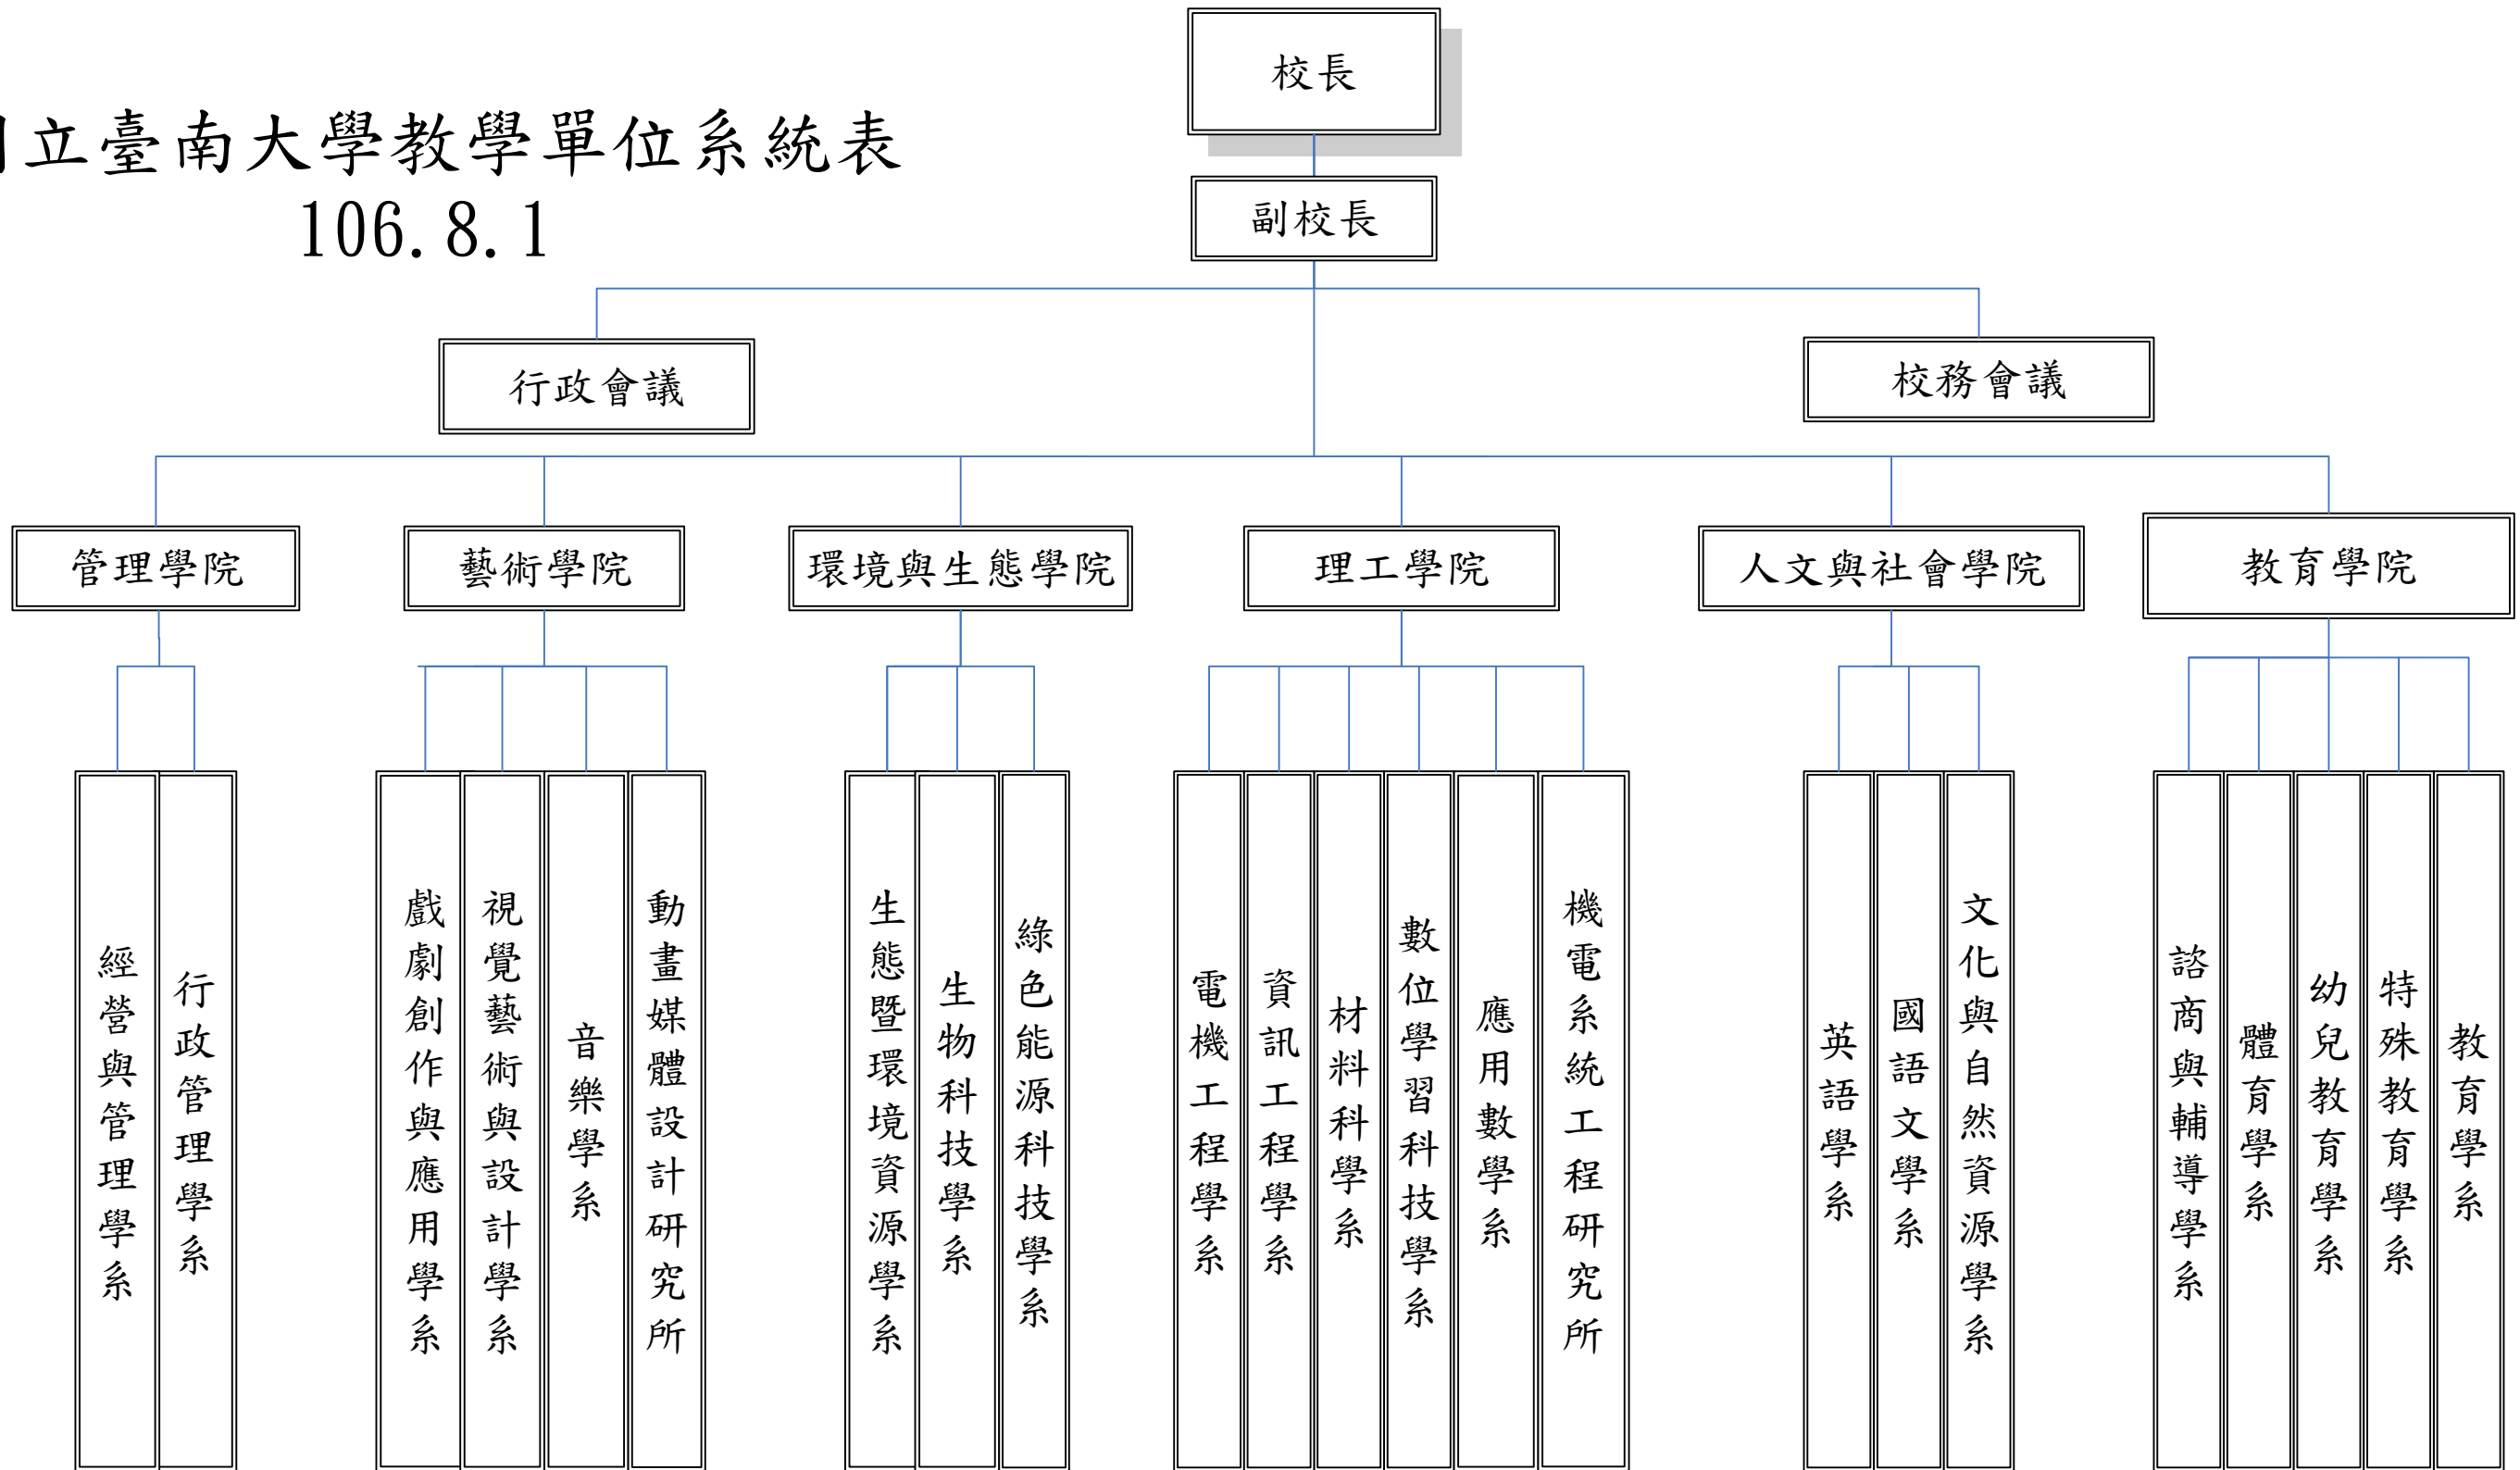 立臺南大學教學單位系統表
106.8.1
校長
副校長
行政會議
校務會議
管理學院
藝術學院
環境與生態學院
理工學院
人文與社會學院
教育學院
經營與管理學系
行政管理學系
戲劇創作與應用學系
視覺藝術與設計學系
音樂學系
動畫媒體設計研究所
生態暨環境資源學系
生物科技學系
綠色能源科技學系
電機工程學系
資訊工程學系
材料科學系
數位學習科技學系
應用數學系
機電系統工程研究所
英語學系
國語文學系
文化與自然資源學系
諮商與輔導學系
體育學系
幼兒教育學系
特殊教育學系
教育學系